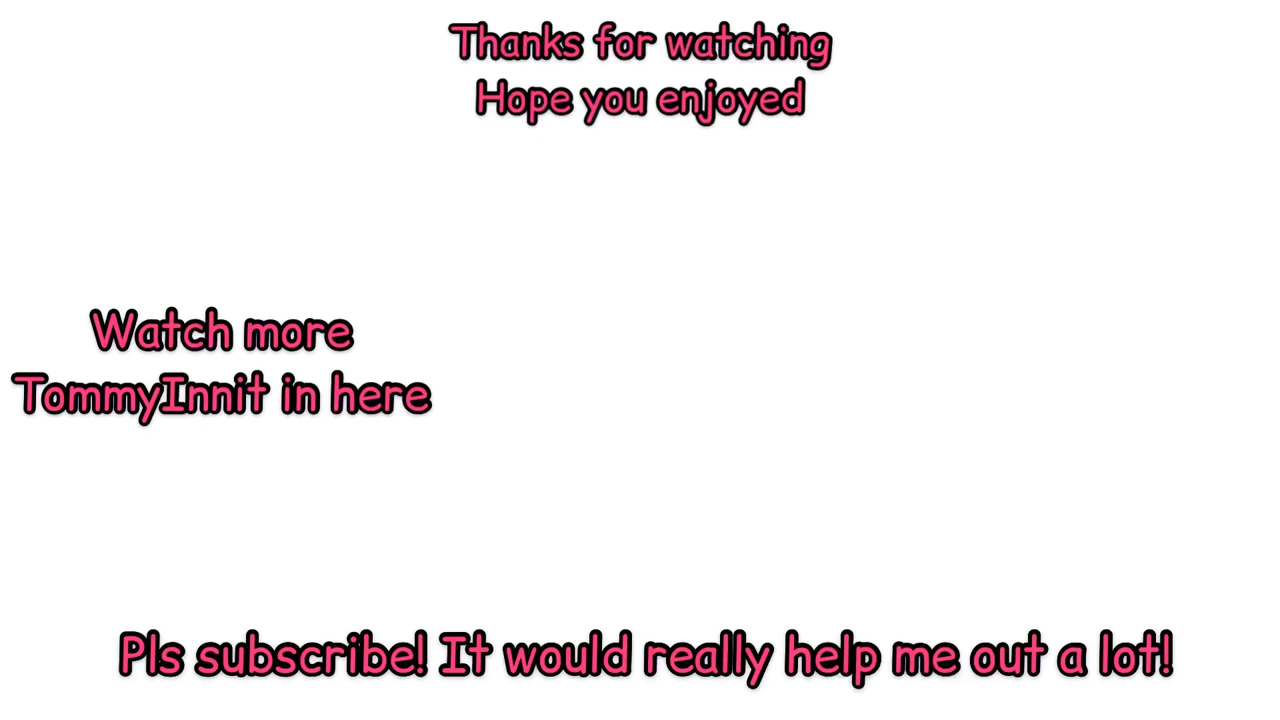 Thanks for watching
Hope you enjoyed
Watch more
TommyInnit in here
Pls subscribe! It would really help me out a lot!